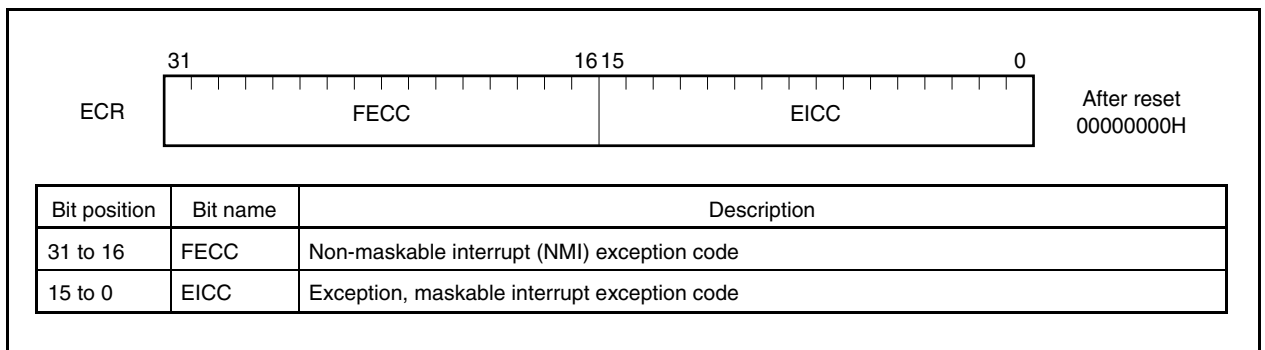 31 16 15 0
ECR FECC EICC After reset
00000000H
Bit position Bit name Description
31 to 16 FECC Non-maskable interrupt (NMI) exception code
15 to 0 EICC Exception, maskable interrupt exception code